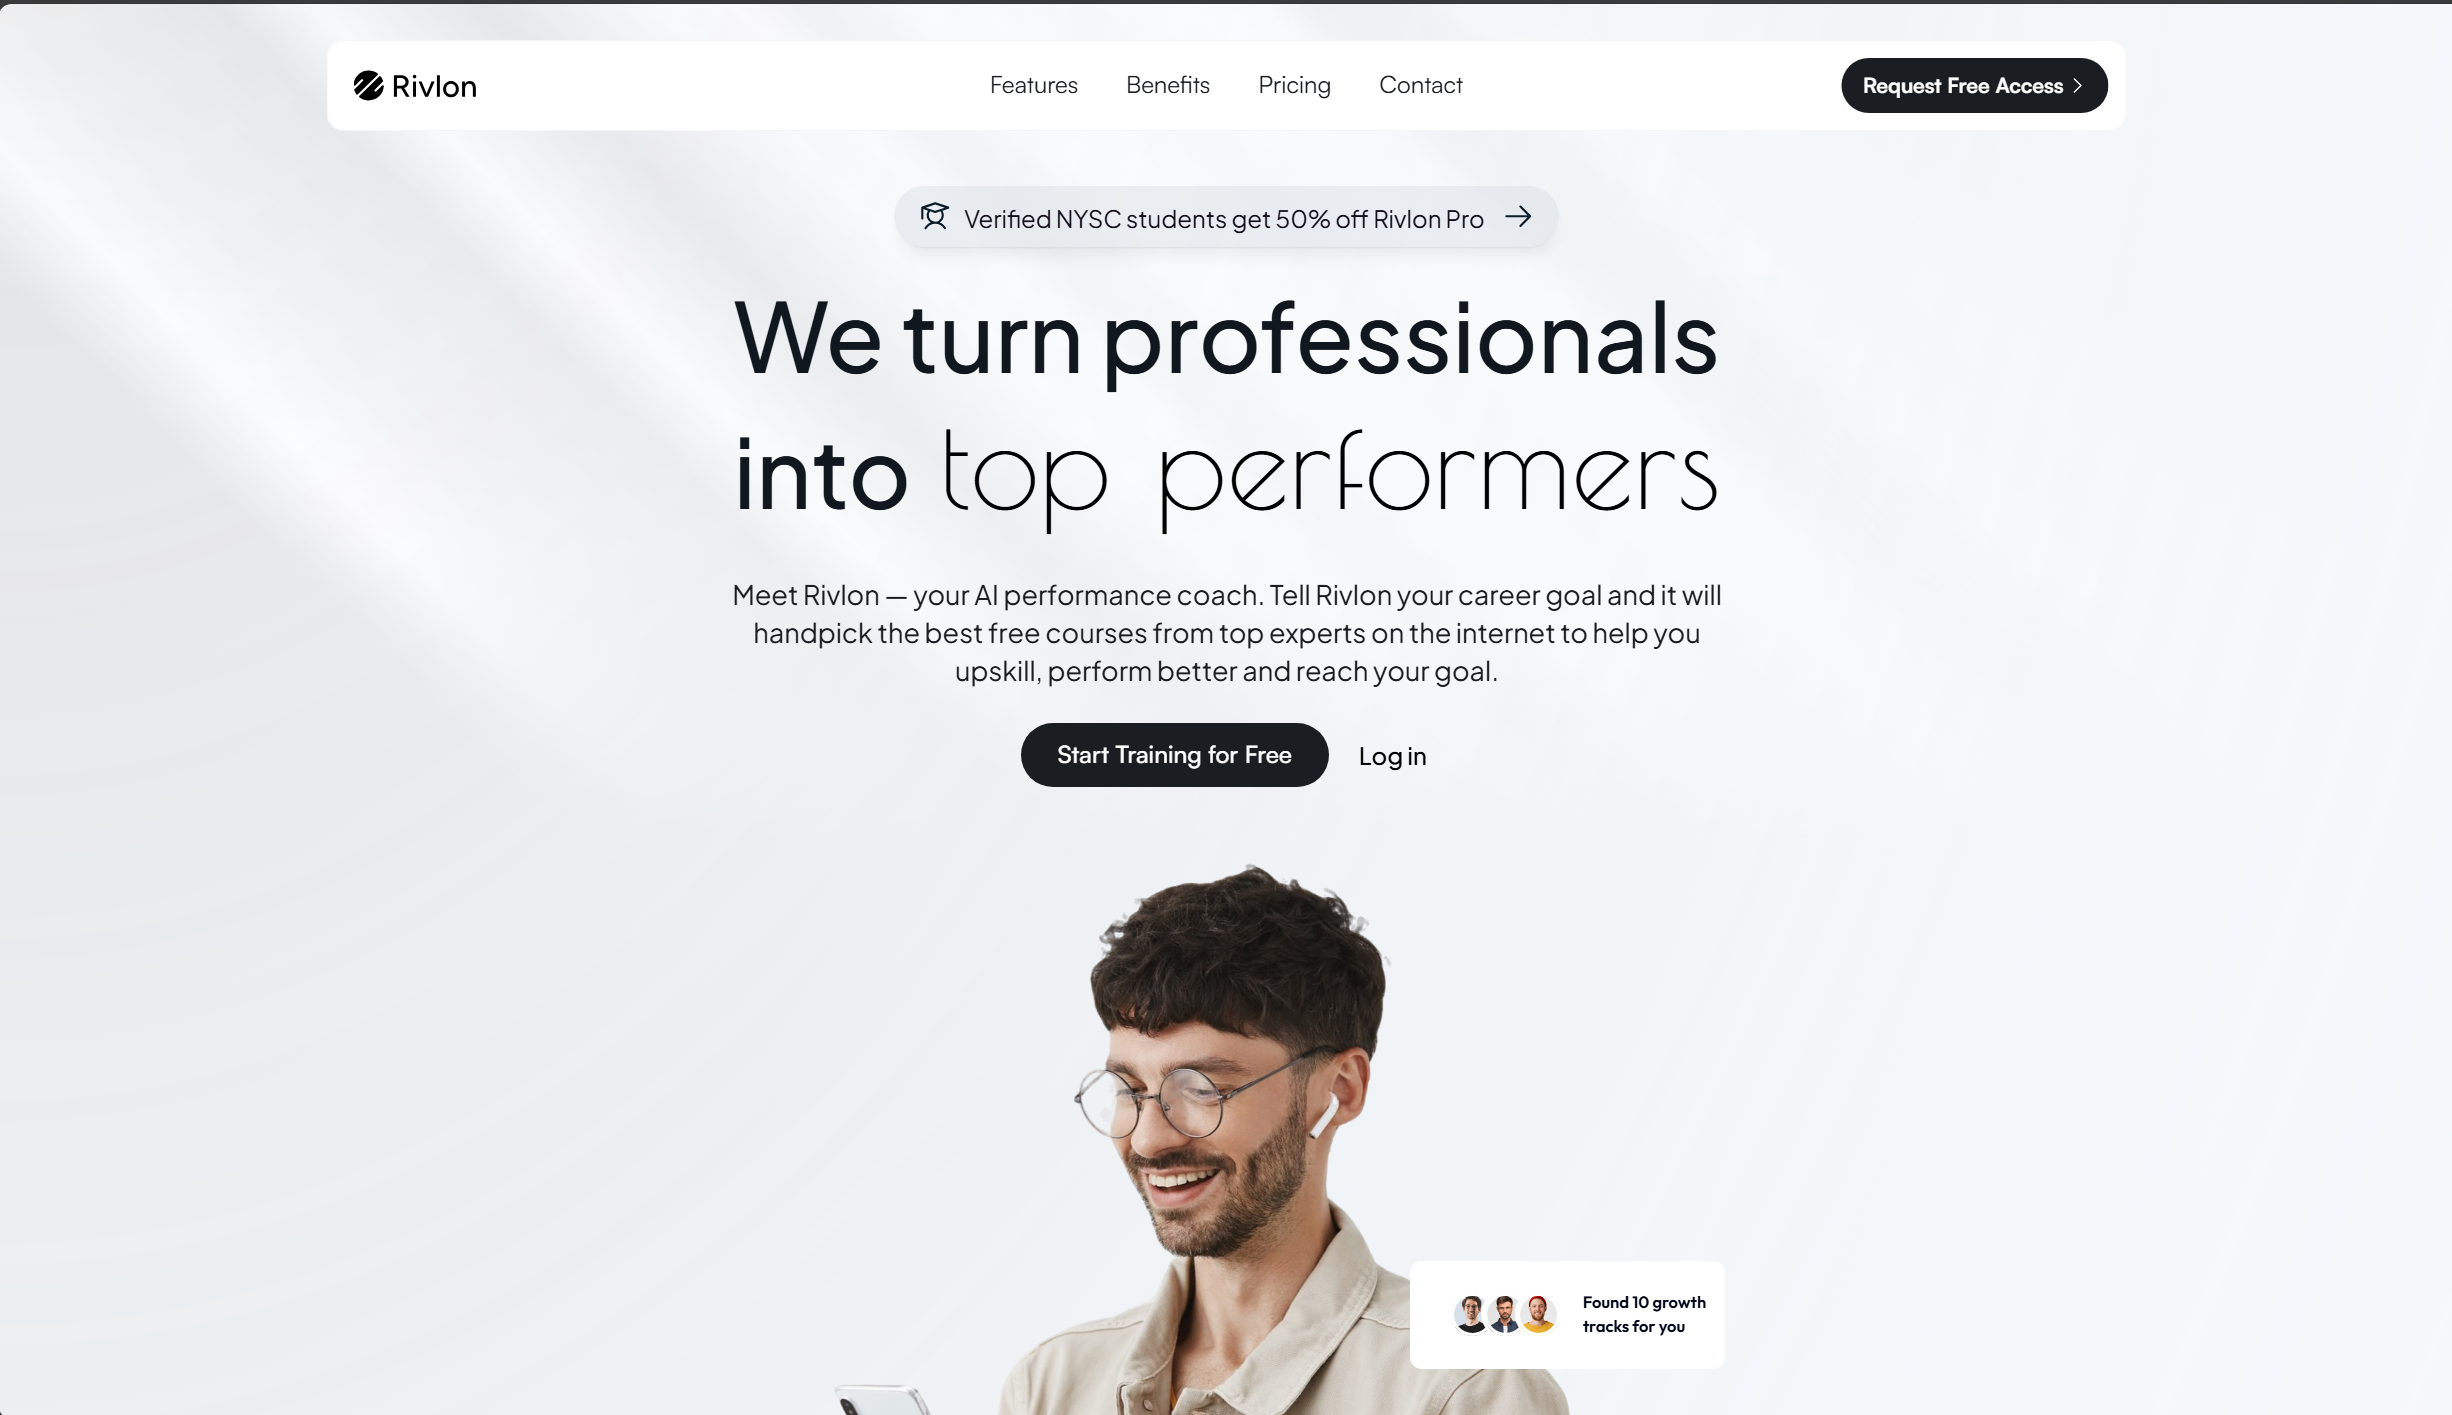 Rivlon
Features
Benefits
Pricing
Contact
Request Free Access
Verified NYSC students get 50% off Rivlon Pro
We turn professionals
into top performers
Meet Rivlon — your AI performance coach. Tell Rivlon your career goal and it will
handpick the best free courses from top experts on the internet to help you
upskill, perform better and reach your goal.
Start Training for Free
Log in
Found 10 growth
tracks for you